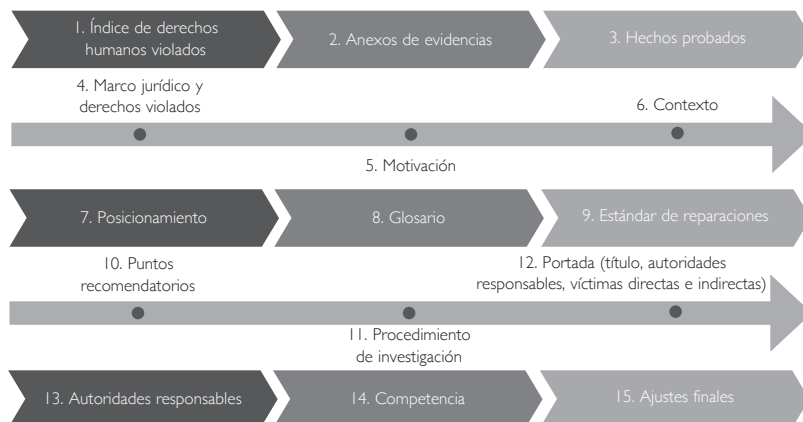 1. Índice de derechos
humanos violados
2. Anexos de evidencias
3. Hechos probados
4. Marco jurídico y
derechos violados
5. Motivación
6. Contexto
7. Posicionamiento
8. Glosario
9. Estándar de reparaciones
10. Puntos
recomendatorios
11. Procedimiento
de investigación
12. Portada (título, autoridades
responsables, víctimas directas e indirectas)
13. Autoridades responsables
14. Competencia
15. Ajustes finales